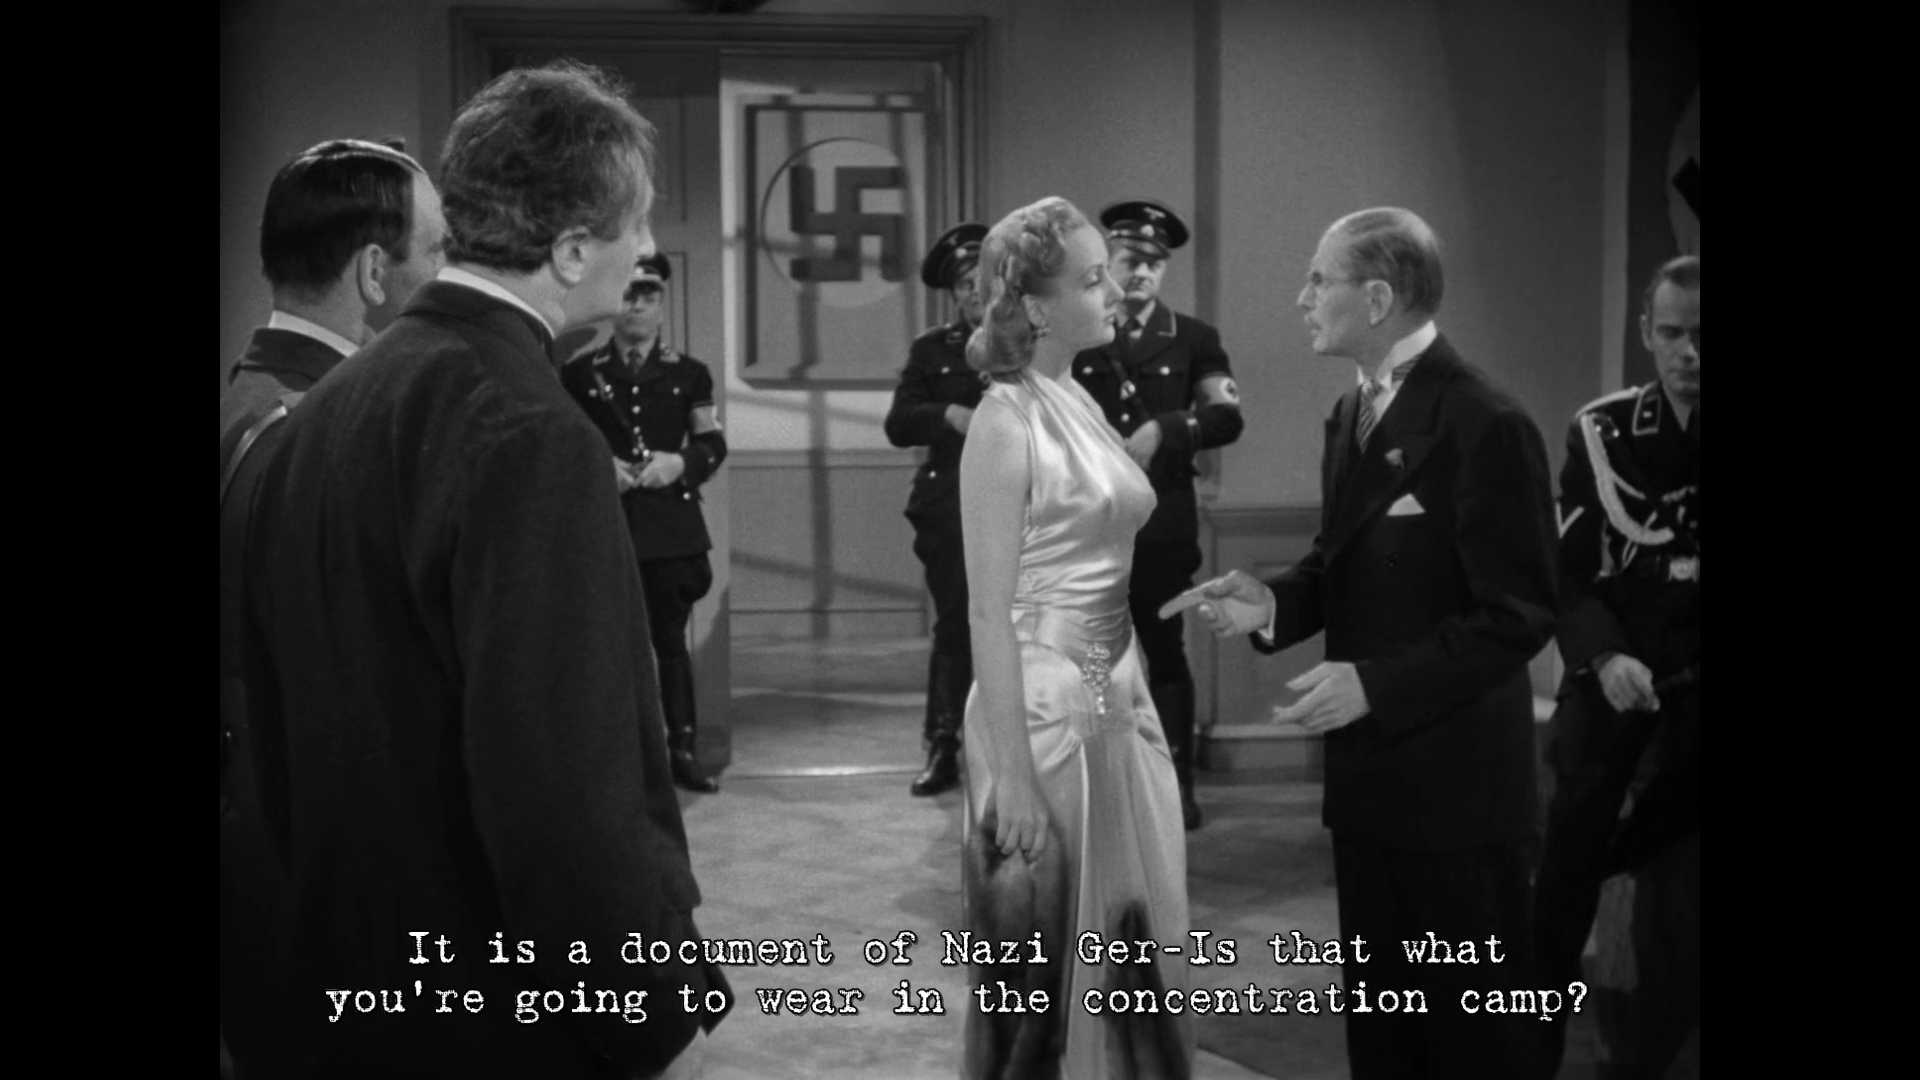 It is a document of Nazi Ger-Is that what
you're going to wear in the concentration camp?